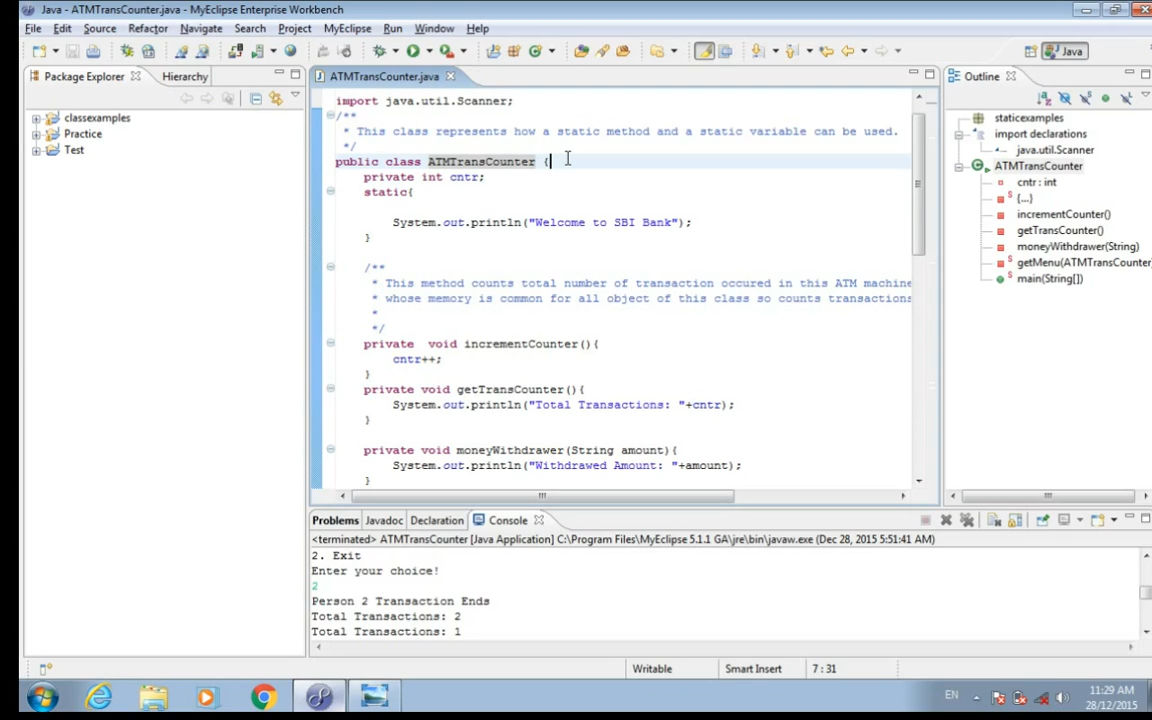 Java - ATMTransCounter.java - MyEclipse Enterprise Workbench
File Edit Source Refactor Navigate Search Project MyEclipse Run Window Help
Java
Package Explorer Hierarchy
classexamples
Practice
Test
ATMTransCounter.java
import java.util.Scanner;
/**
* This class represents how a static method and a static variable can be used.
*/
public class ATMTransCounter {
private int cntr;
static{
System.out.println("Welcome to SBI Bank");
}
/**
* This method counts total number of transaction occured in this ATM machine
* whose memory is common for all object of this class so counts transactions
*
*/
private void incrementCounter(){
cntr++;
}
private void getTransCounter(){
System.out.println("Total Transactions: "+cntr);
}
private void moneyWithdrawer(String amount){
System.out.println("Withdrawed Amount: "+amount);
}
Outline
staticexamples
import declarations
java.util.Scanner
ATMTransCounter
cntr : int
{...}
incrementCounter()
getTransCounter()
moneyWithdrawer(String)
getMenu(ATMTransCounter)
main(String[])
Problems Javadoc Declaration Console
<terminated> ATMTransCounter [Java Application] C:\Program Files\MyEclipse 5.1.1 GA\jre\bin\javaw.exe (Dec 28, 2015 5:51:41 AM)
2. Exit
Enter your choice!
2
Person 2 Transaction Ends
Total Transactions: 2
Total Transactions: 1
Writable Smart Insert 7 : 31
EN 11:29 AM
28/12/2015